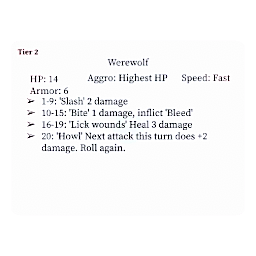 Tier 2
Werewolf
HP: 14 Aggro: Highest HP Speed: Fast
Armor: 6
➢ 1-9: 'Slash' 2 damage
➢ 10-15: 'Bite' 1 damage, inflict 'Bleed'
➢ 16-19: 'Lick wounds' Heal 3 damage
➢ 20: 'Howl' Next attack this turn does +2
damage. Roll again.